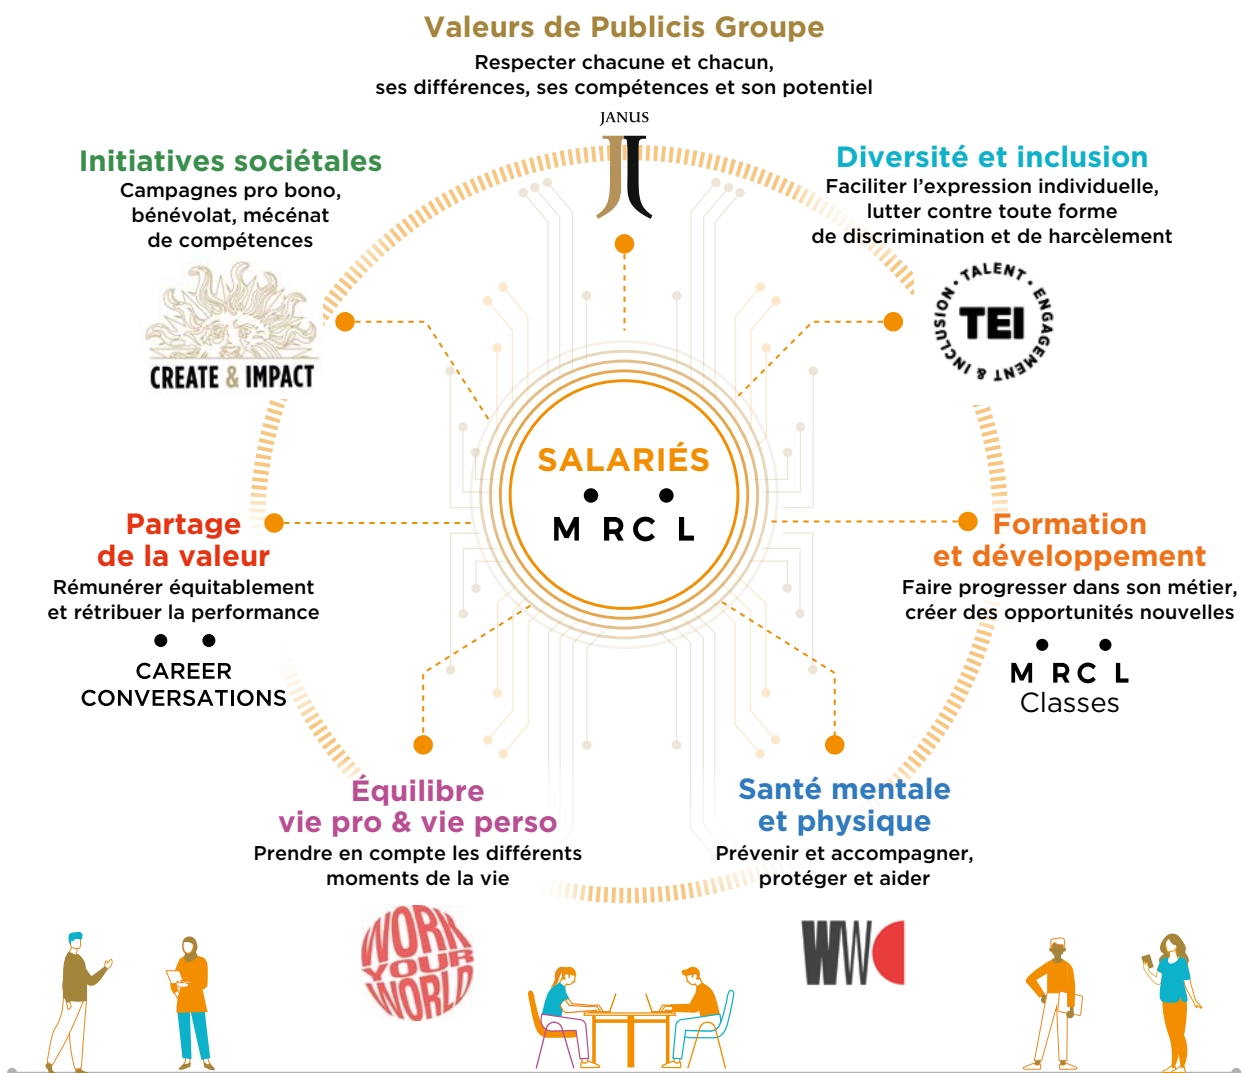 Valeurs de Publicis Groupe
Respecter chacune et chacun,
ses différences, ses compétences et son potentiel
JANUS
Initiatives sociétales
Campagnes pro bono,
bénévolat, mécénat
de compétences
CREATE & IMPACT
Diversité et inclusion
Faciliter l’expression individuelle,
lutter contre toute forme
de discrimination et de harcèlement
TALENT, ENGAGEMENT & INCLUSION
TEI
SALARIÉS
M RC L
Partage
de la valeur
Rémunérer équitablement
et rétribuer la performance
CAREER
CONVERSATIONS
Formation
et développement
Faire progresser dans son métier,
créer des opportunités nouvelles
M RC L
Classes
Équilibre
vie pro & vie perso
Prendre en compte les différents
moments de la vie
WORK
YOUR
WORLD
Santé mentale
et physique
Prévenir et accompagner,
protéger et aider
WWC